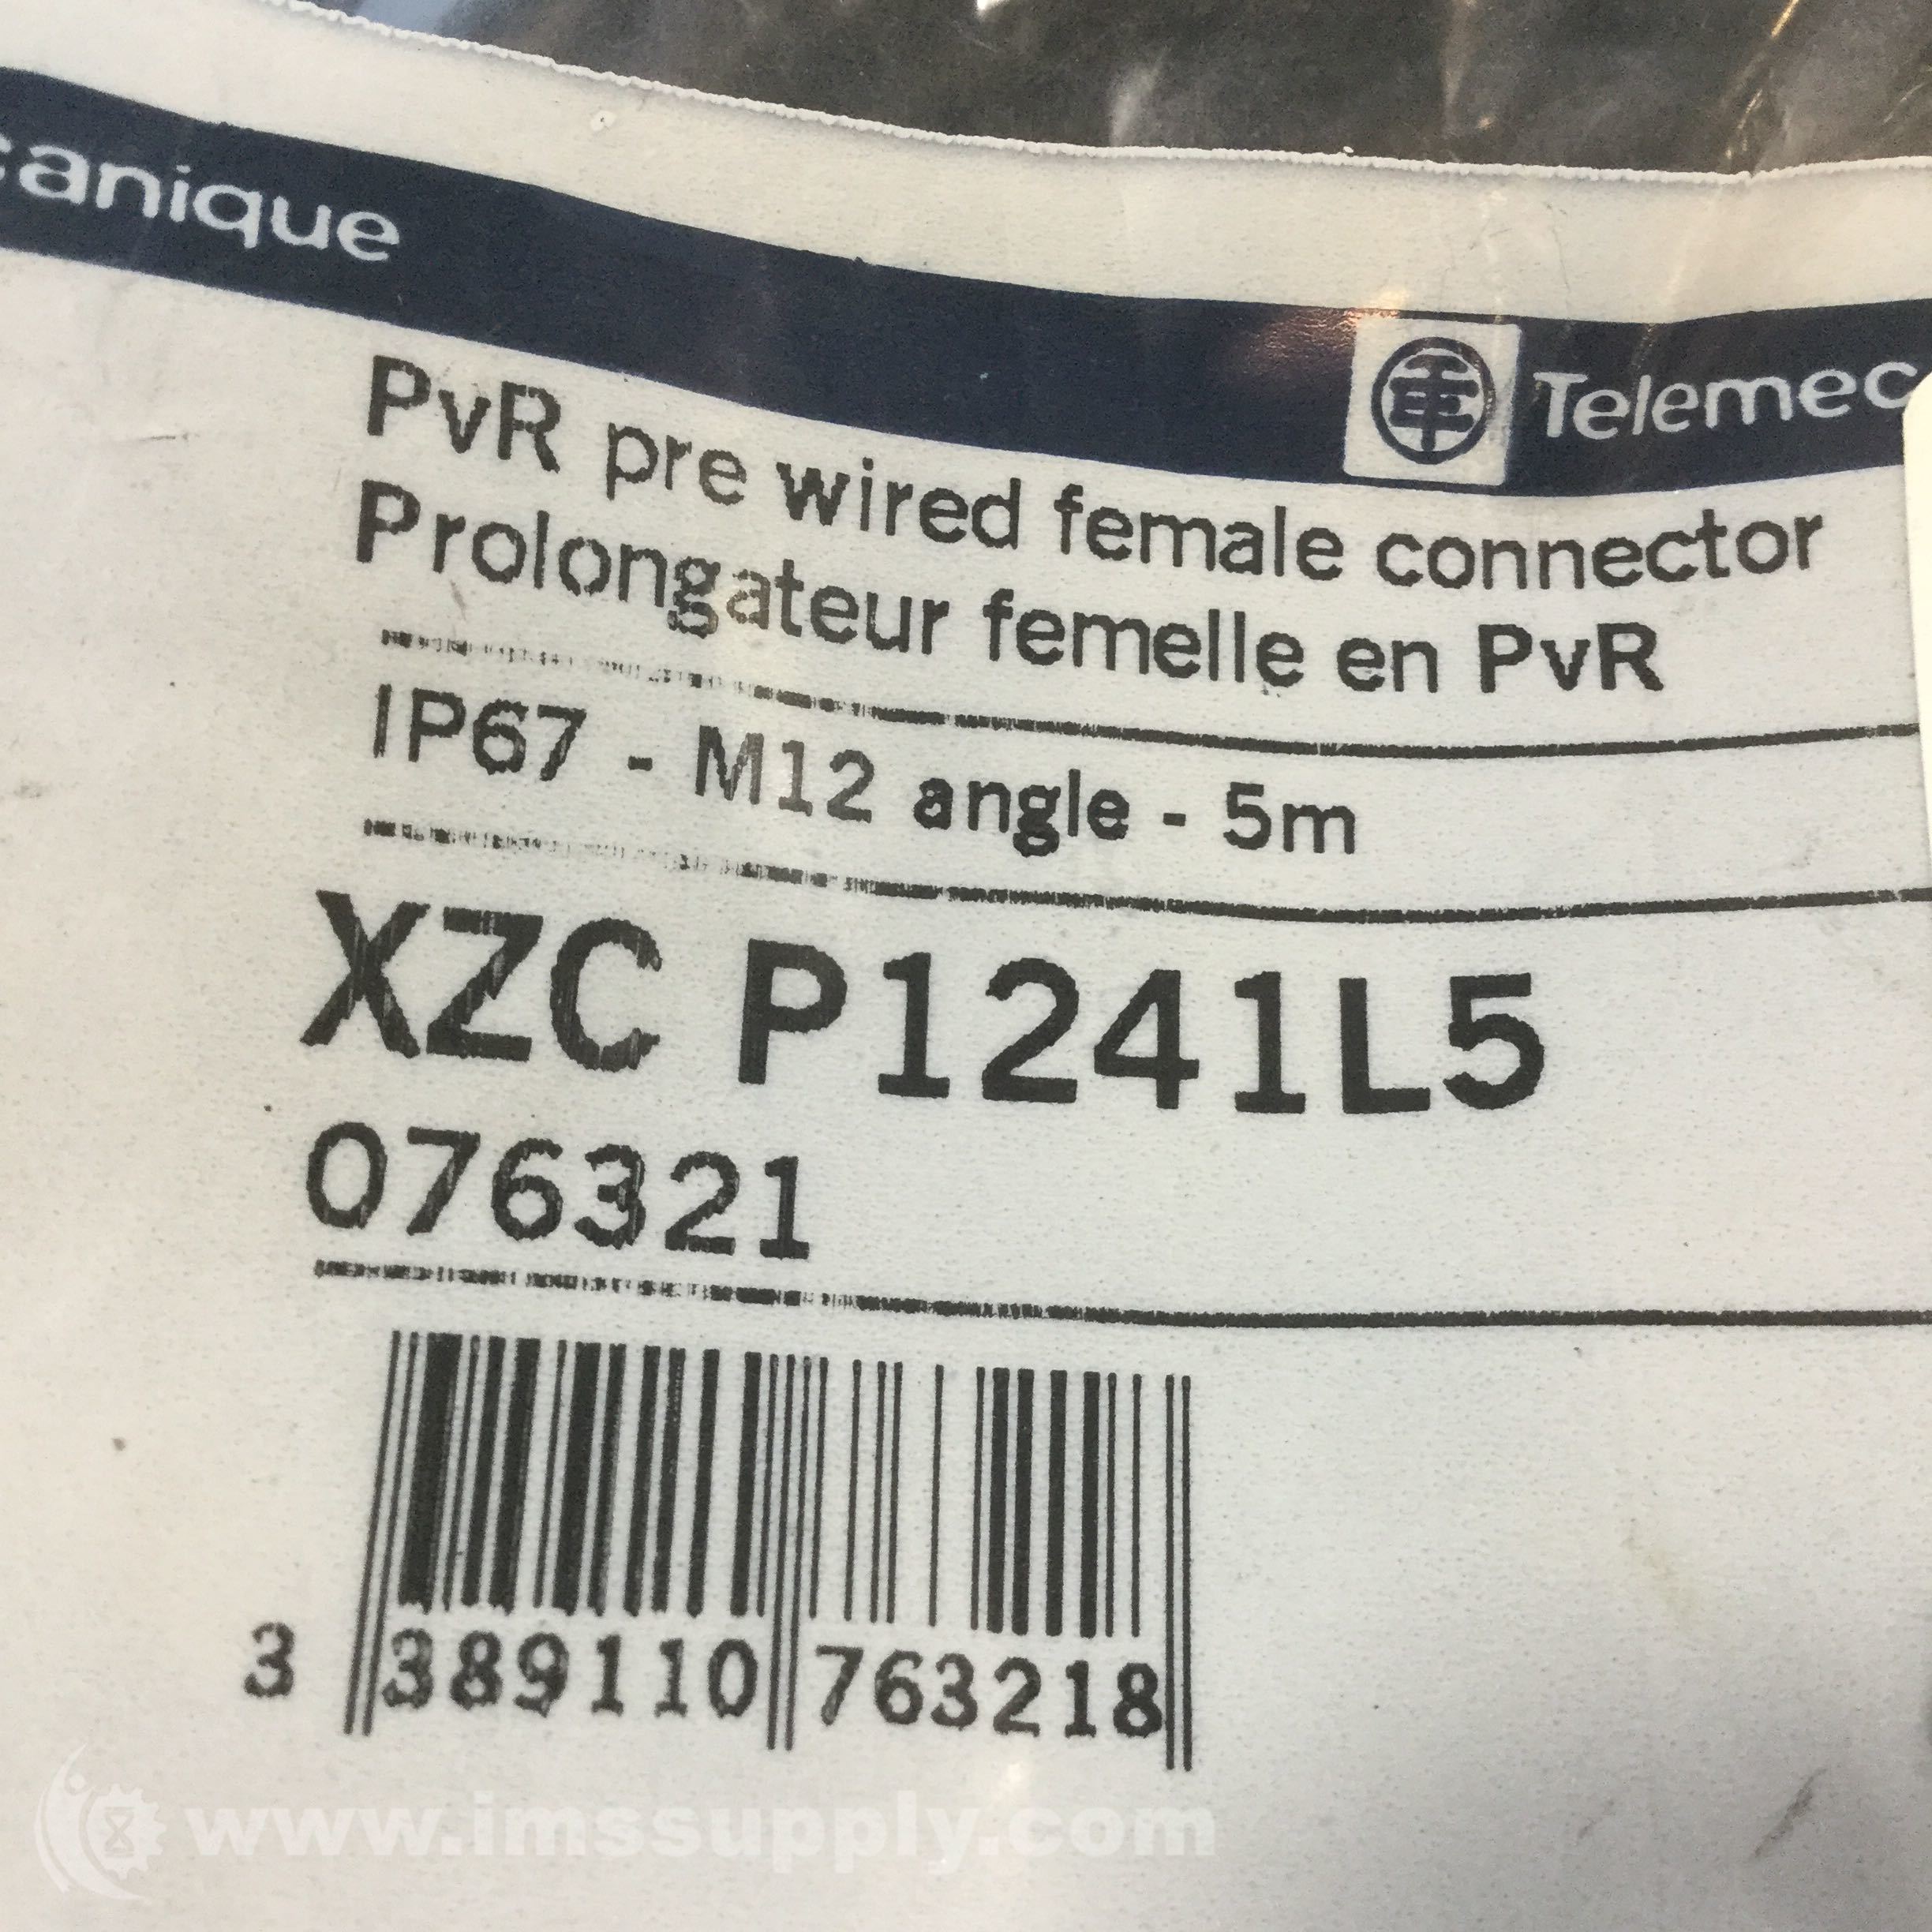 canique
Telemec
PvR pre wired female connector
Prolongateur femelle en PvR
IP67 - M12 angle - 5m
XZC P1241L5
076321
3 389110 763218
www.imssupply.com